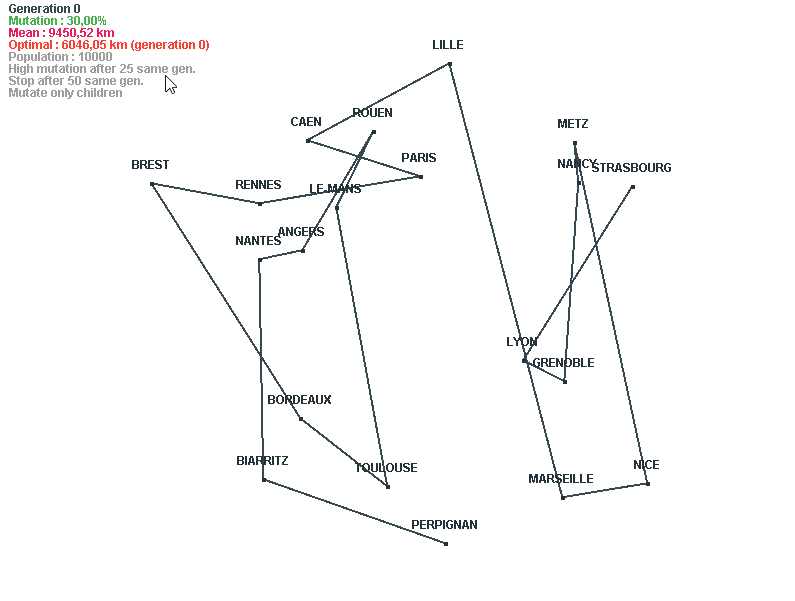 Generation 0
Mutation : 30,00%
Mean : 9450,52 km
Optimal : 6046,05 km (generation 0)
Population : 10000
High mutation after 25 same gen.
Stop after 50 same gen.
Mutate only children
LILLE
ROUEN
CAEN
METZ
PARIS
BREST
NANCY
STRASBOURG
RENNES
LE MANS
ANGERS
NANTES
LYON
GRENOBLE
BORDEAUX
BIARRITZ
TOULOUSE
NICE
MARSEILLE
PERPIGNAN